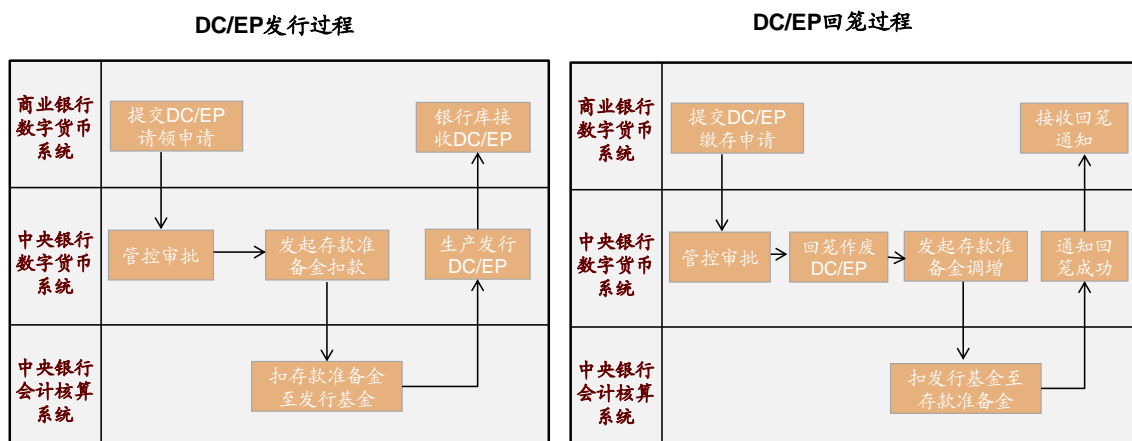 DC/EP发行过程
商业银行
数字货币
系统
提交DC/EP
请领申请
银行库接
收DC/EP
中央银行
数字货币
系统
管控审批
发起存款准
备金扣款
生产发行
DC/EP
中央银行
会计核算
系统
扣存款准备金
至发行基金
DC/EP回笼过程
商业银行
数字货币
系统
提交DC/EP
缴存申请
接收回笼
通知
中央银行
数字货币
系统
管控审批
回笼作废
DC/EP
发起存款准
备金调增
通知回
笼成功
中央银行
会计核算
系统
扣发行基金至
存款准备金